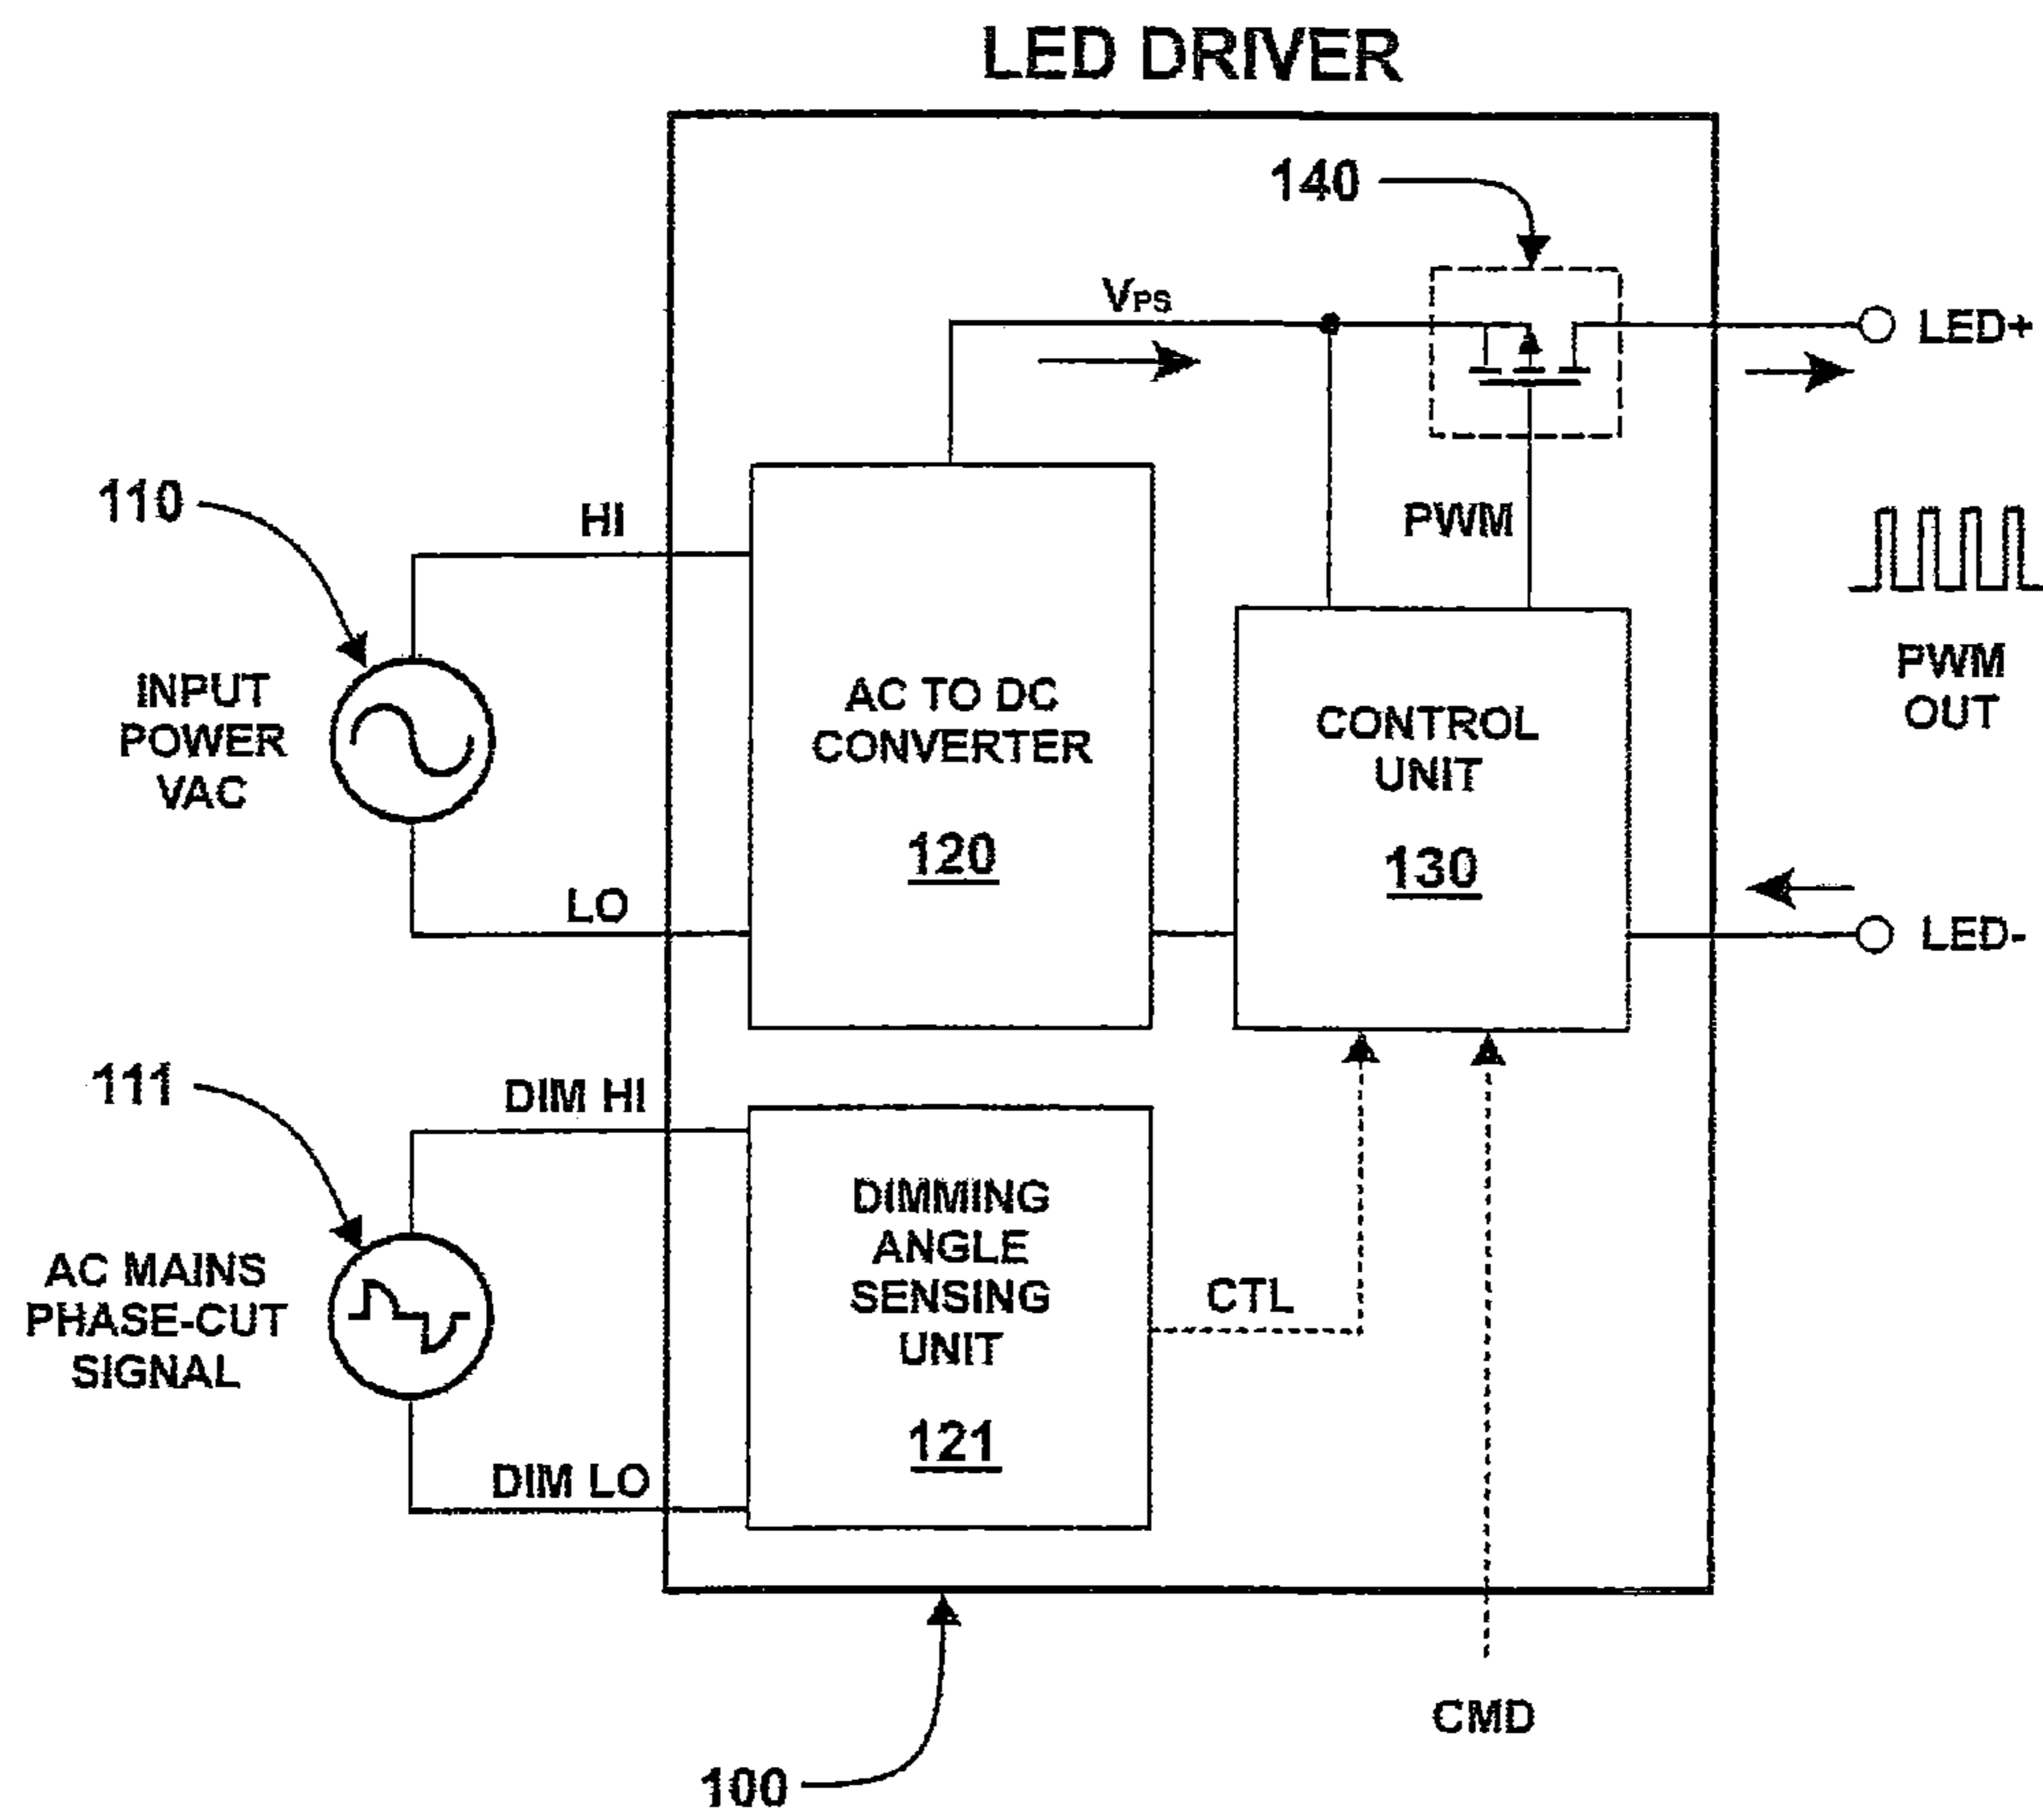 LED DRIVER
140
VPS
LED+
110
HI
PWM
INPUT
POWER
VAC
AC TO DC
CONVERTER
120
CONTROL
UNIT
130
PWM
OUT
LO
LED-
111
DIM HI
AC MAINS
PHASE-CUT
SIGNAL
DIMMING
ANGLE
SENSING
UNIT
121
CTL
DIM LO
CMD
100